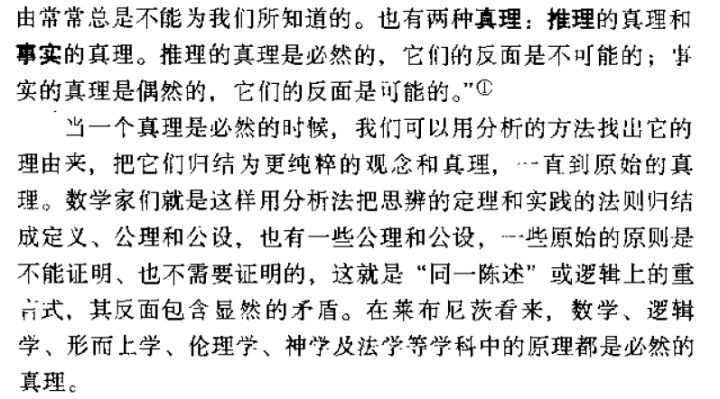 由常常总是不能为我们所知道的。也有两种真理：推理的真理和
事实的真理。推理的真理是必然的，它们的反面是不可能的；事
实的真理是偶然的，它们的反面是可能的。”①
当一个真理是必然的时候，我们可以用分析的方法找出它的
理由来，把它们归结为更纯粹的观念和真理，一直到原始的真
理。数学家们就是这样用分析法把思辨的定理和实践的法则归结
成定义、公理和公设，也有一些公理和公设，一些原始的原则是
不能证明、也不需要证明的，这就是“同一陈述”或逻辑上的重
言式，其反面包含显然的矛盾。在莱布尼茨看来，数学、逻辑
学、形而上学、伦理学、神学及法学等学科中的原理都是必然的
真理。